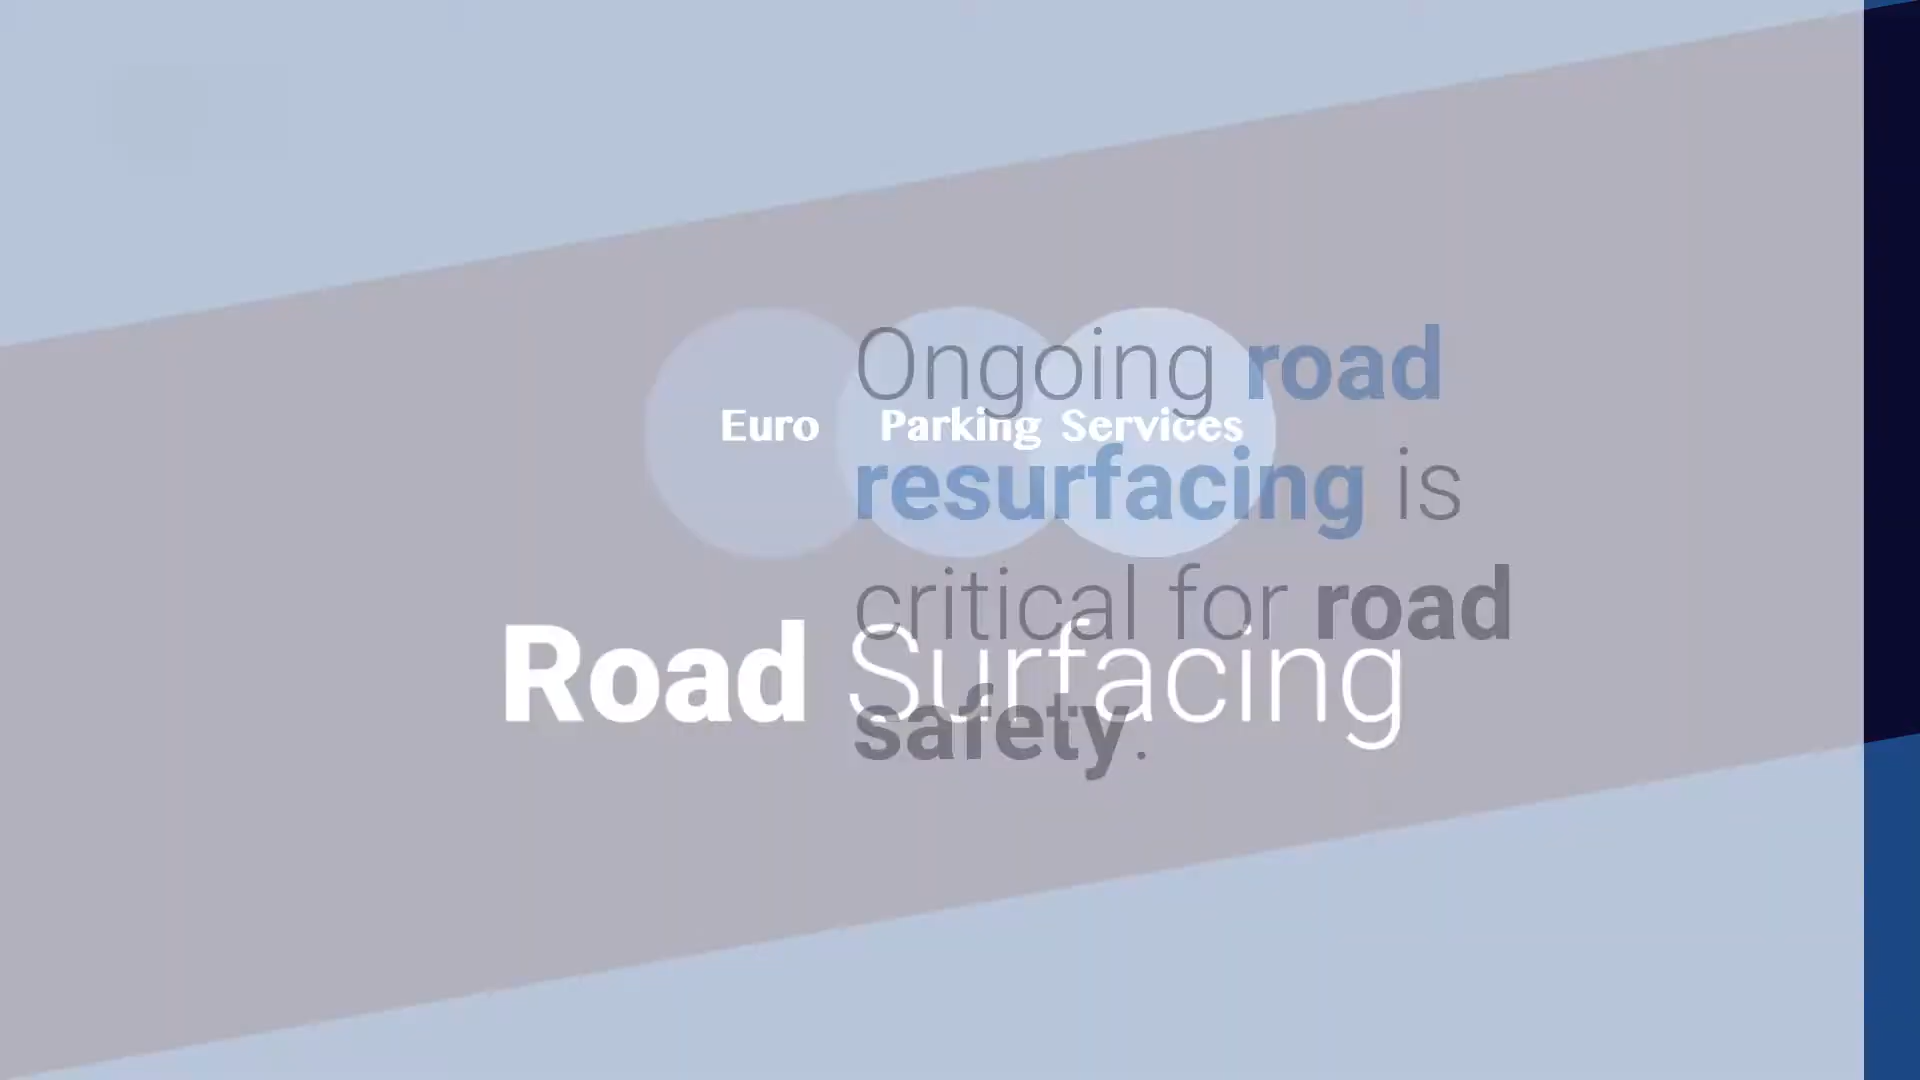 Ongoing road
Euro Parking Services
resurfacing is
critical for road
Road Surfacing
safety.